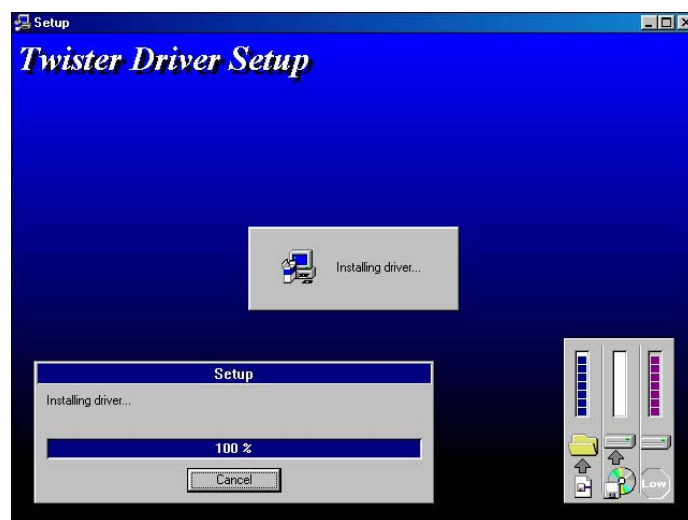 Setup
Twister Driver Setup
Installing driver...
Setup
Installing driver...
100 %
Cancel
Low